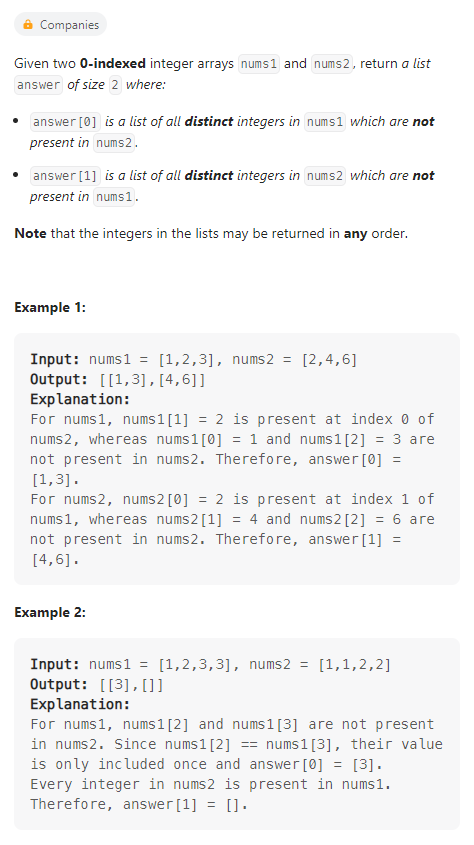 Companies
Given two 0-indexed integer arrays nums1 and nums2, return a list
answer of size 2 where:
• answer[0] is a list of all distinct integers in nums1 which are not
present in nums2.
• answer[1] is a list of all distinct integers in nums2 which are not
present in nums1.
Note that the integers in the lists may be returned in any order.
Example 1:
Input: nums1 = [1,2,3], nums2 = [2,4,6]
Output: [[1,3],[4,6]]
Explanation:
For nums1, nums1[1] = 2 is present at index 0 of
nums2, whereas nums1[0] = 1 and nums1[2] = 3 are
not present in nums2. Therefore, answer[0] =
[1,3].
For nums2, nums2[0] = 2 is present at index 1 of
nums1, whereas nums2[1] = 4 and nums2[2] = 6 are
not present in nums2. Therefore, answer[1] =
[4,6].
Example 2:
Input: nums1 = [1,2,3,3], nums2 = [1,1,2,2]
Output: [[3],[]]
Explanation:
For nums1, nums1[2] and nums1[3] are not present
in nums2. Since nums1[2] == nums1[3], their value
is only included once and answer[0] = [3].
Every integer in nums2 is present in nums1.
Therefore, answer[1] = [].